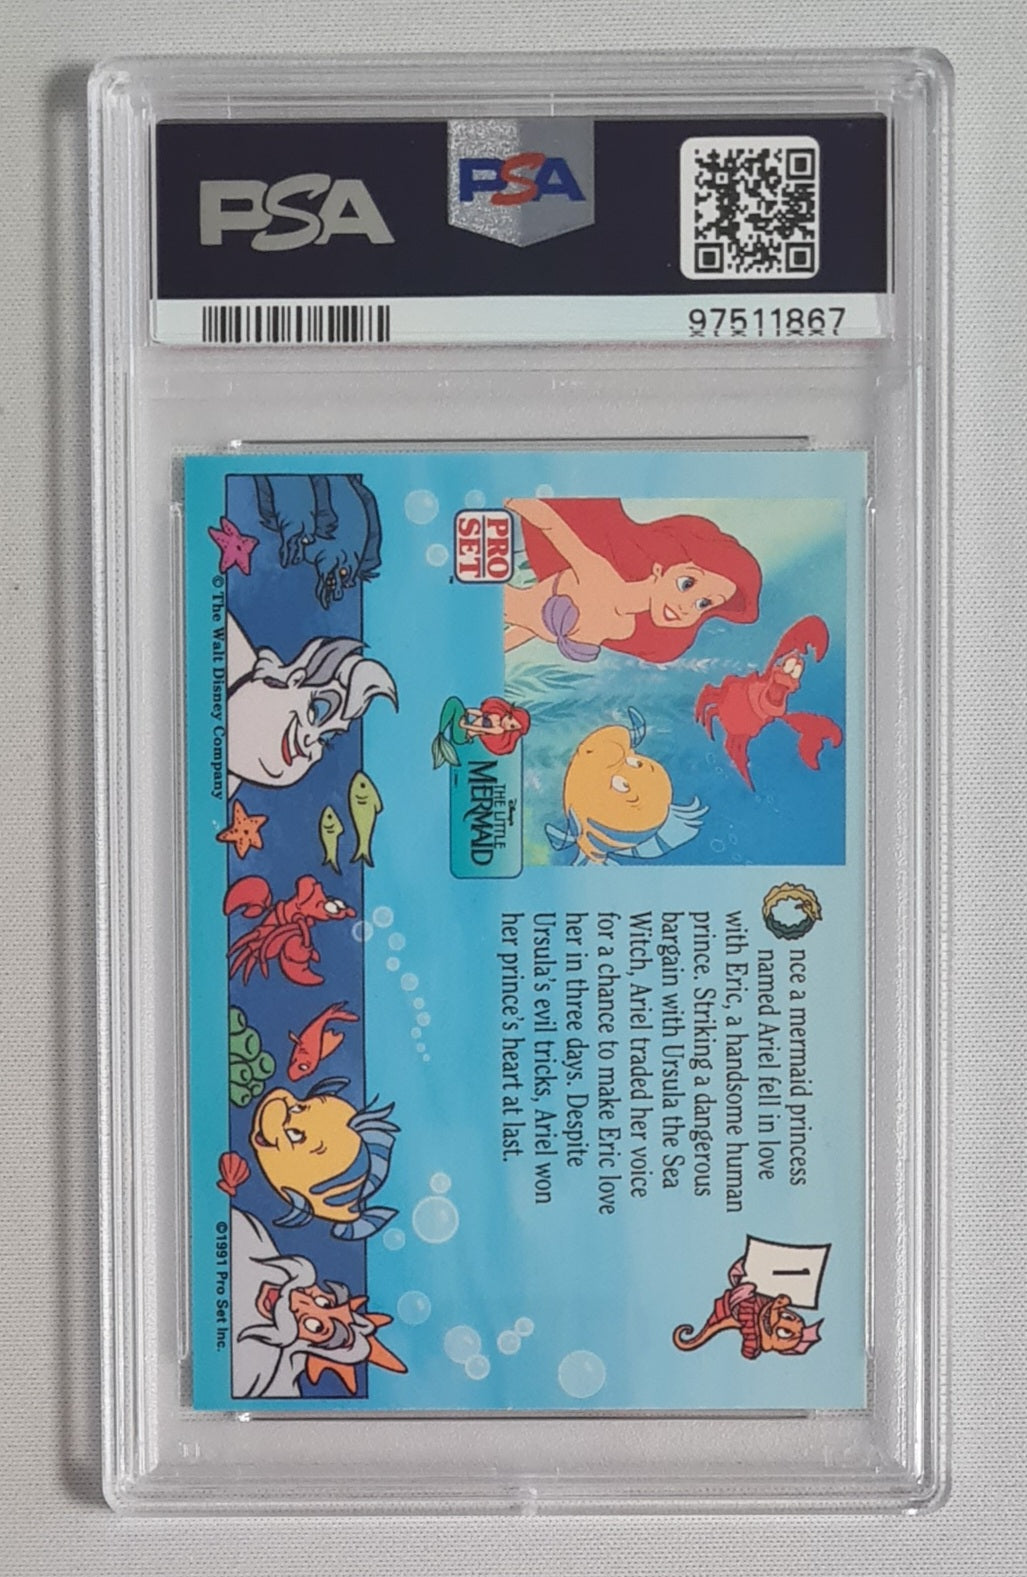 PSA
PSA
97511867
PRO
SET
™
Disney's
THE LITTLE
MERMAID
nce a mermaid princess
named Ariel fell in love
with Eric, a handsome human
prince. Striking a dangerous
bargain with Ursula the Sea
Witch, Ariel traded her voice
for a chance to make Eric love
her in three days. Despite
Ursula's evil tricks, Ariel won
her prince's heart at last.
1
© The Walt Disney Company
©1991 Pro Set Inc.